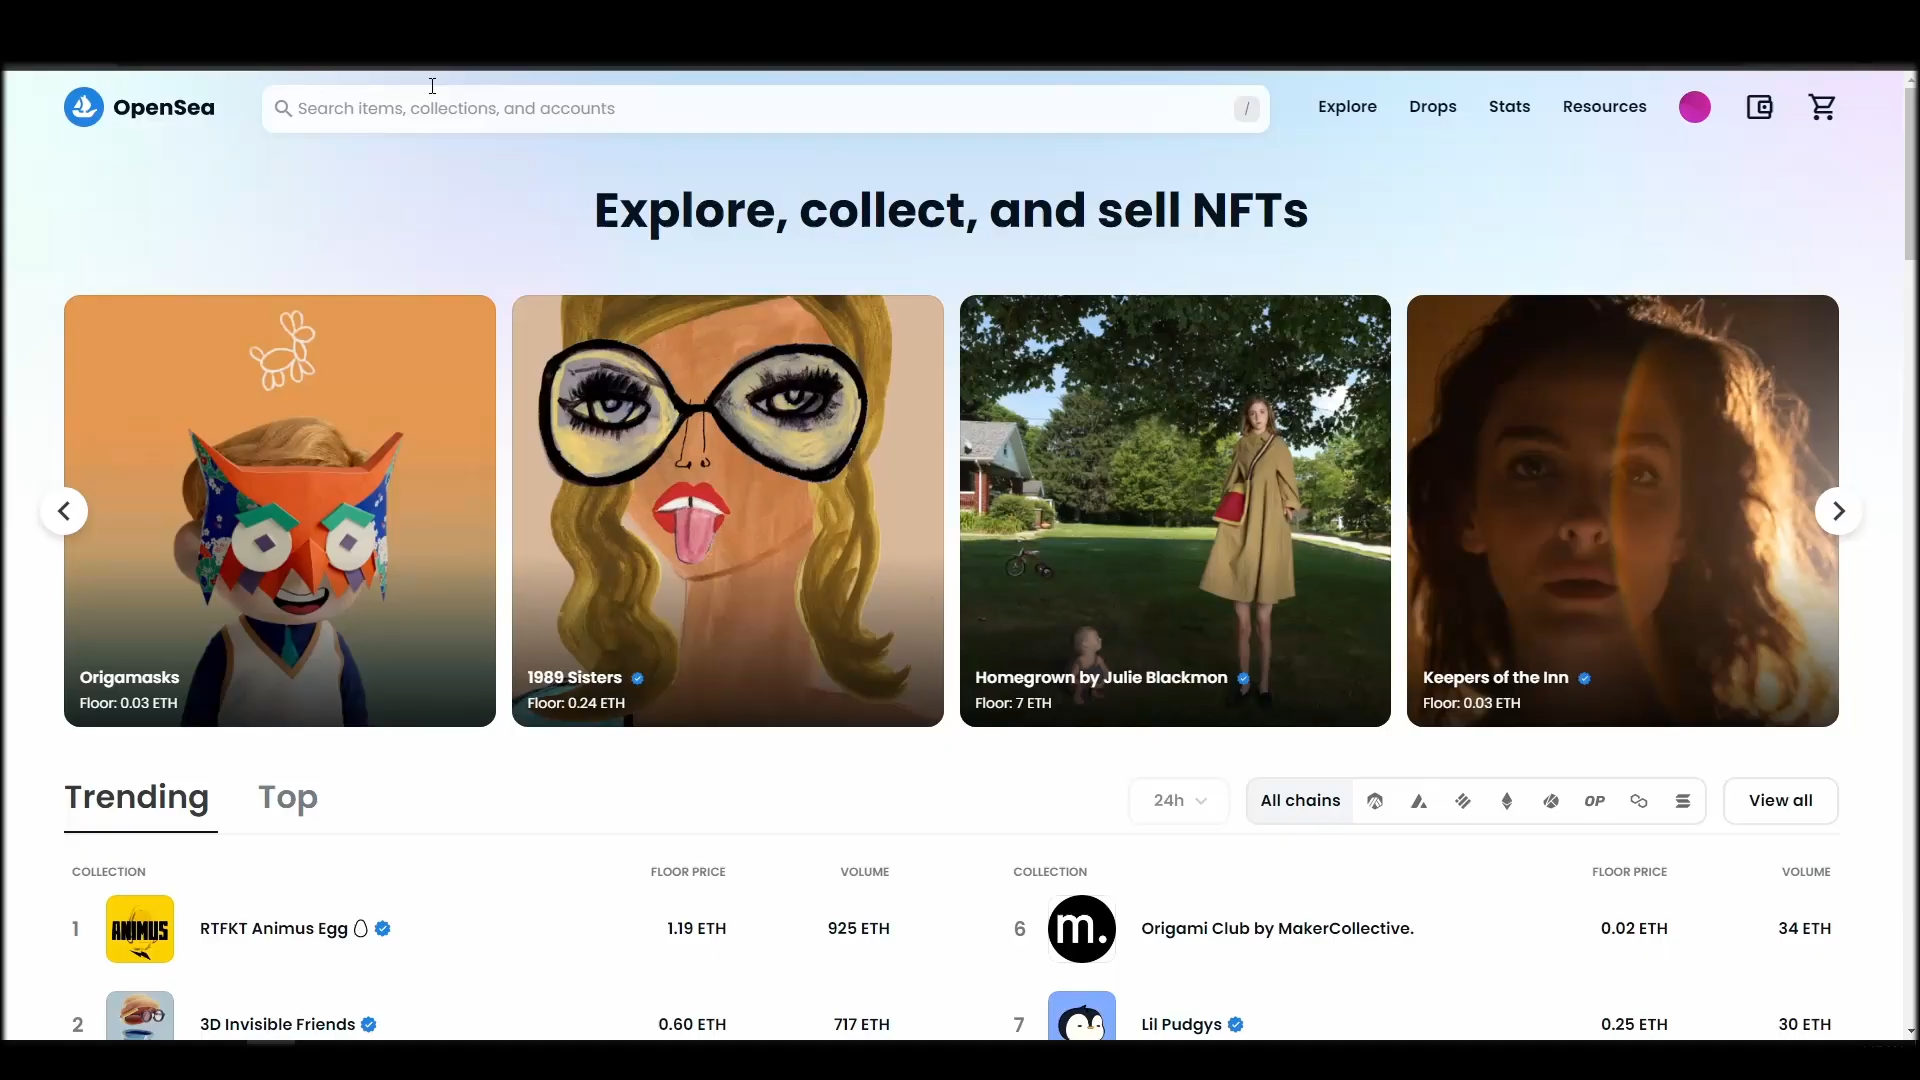 OpenSea
Search items, collections, and accounts
/
Explore
Drops
Stats
Resources
Explore, collect, and sell NFTs
Origamasks
Floor: 0.03 ETH
1989 Sisters
Floor: 0.24 ETH
Homegrown by Julie Blackmon
Floor: 7 ETH
Keepers of the Inn
Floor: 0.03 ETH
Trending
Top
24h
All chains
OP
View all
COLLECTION FLOOR PRICE VOLUME
1 ANIMUS RTFKT Animus Egg 1.19 ETH 925 ETH
2 3D Invisible Friends 0.60 ETH 717 ETH
COLLECTION FLOOR PRICE VOLUME
6 m. Origami Club by MakerCollective. 0.02 ETH 34 ETH
7 Lil Pudgys 0.25 ETH 30 ETH